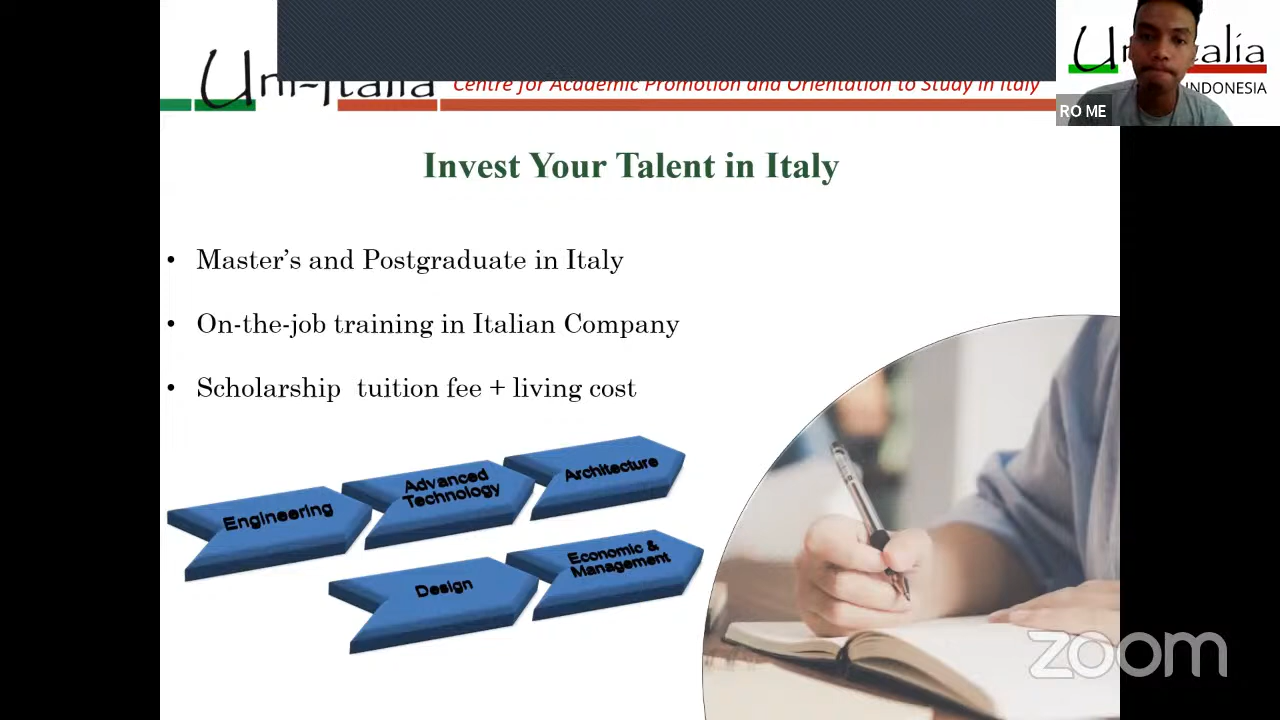 Uni-Italia
Centre for Academic Promotion and Orientation to Study in Italy
INDONESIA
RO ME
Invest Your Talent in Italy
• Master's and Postgraduate in Italy
• On-the-job training in Italian Company
• Scholarship tuition fee + living cost
Engineering
Advanced
Technology
Architecture
Design
Economic &
Management
zoom